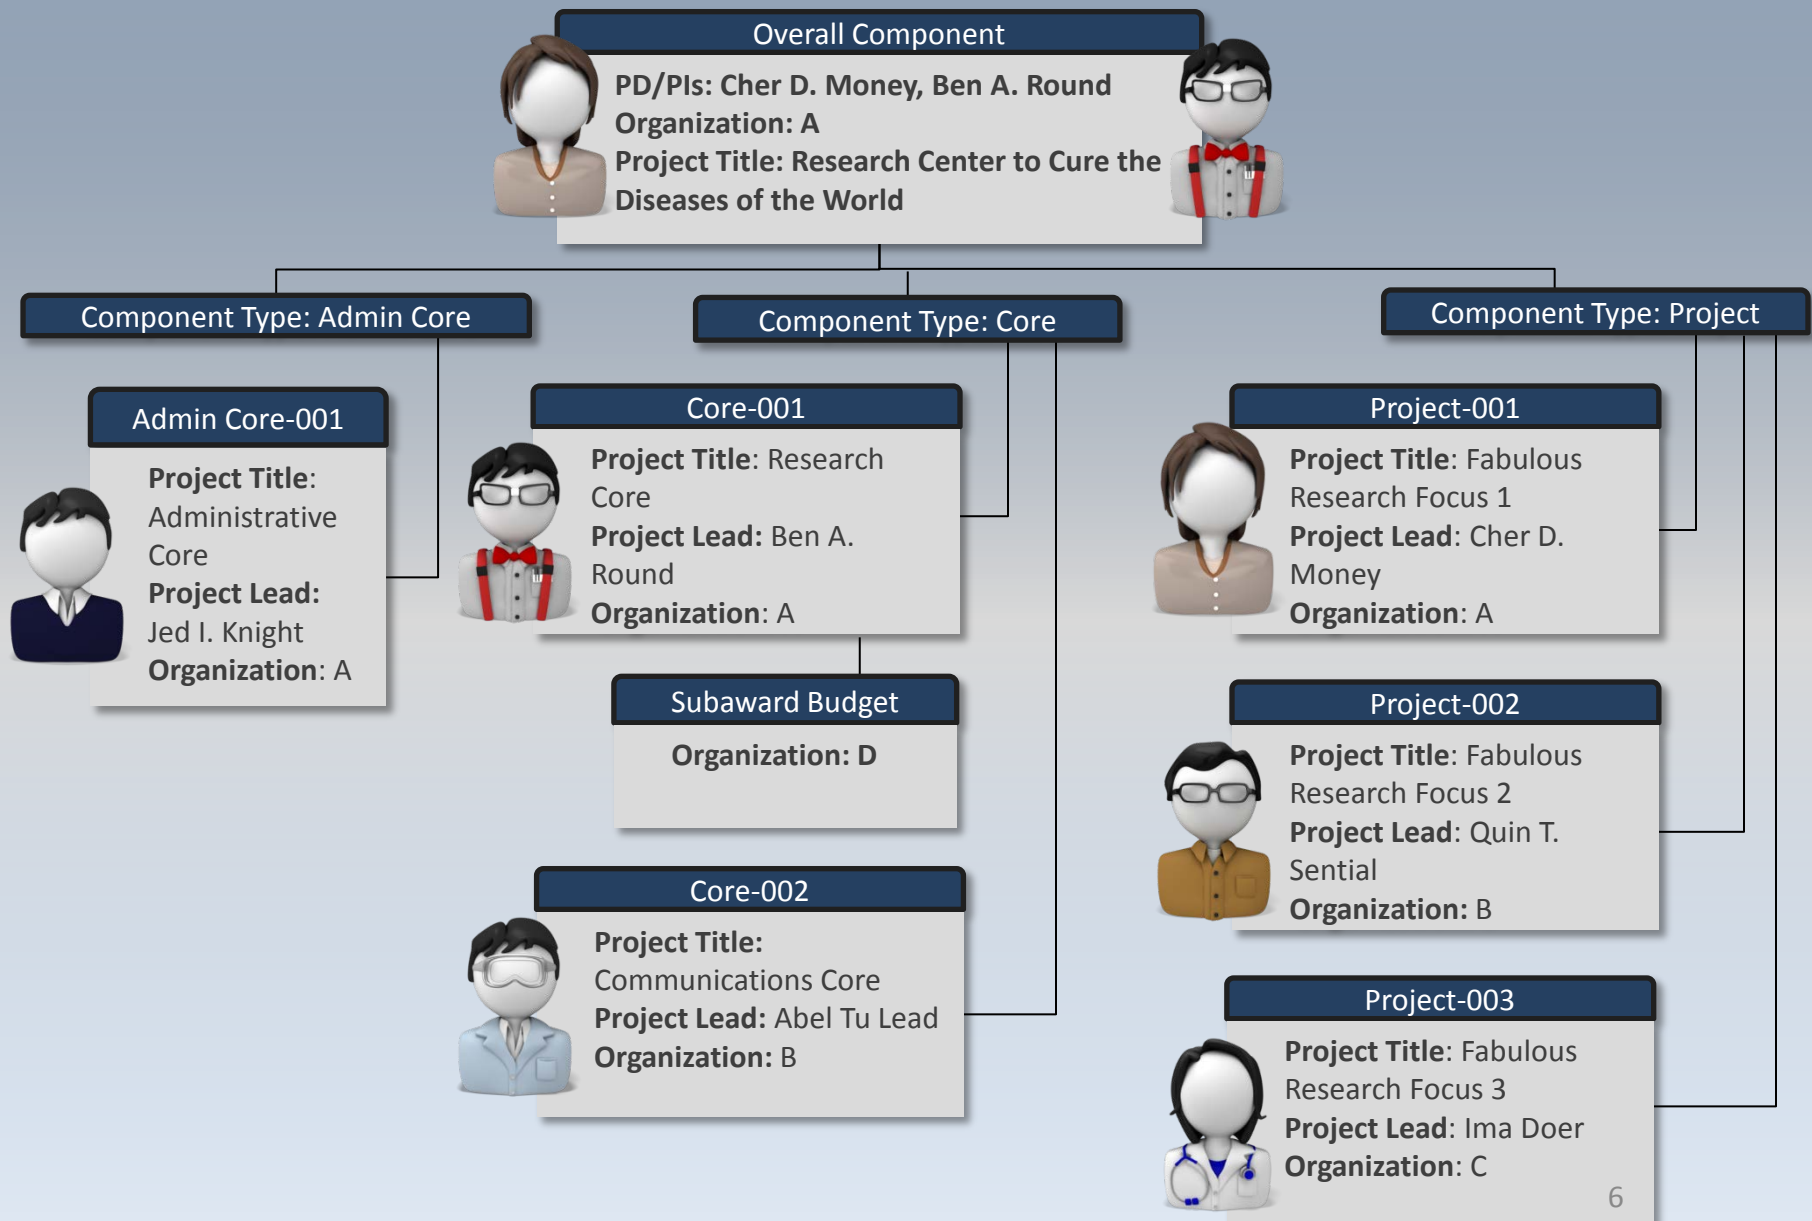 Overall Component
PD/PIs: Cher D. Money, Ben A. Round
Organization: A
Project Title: Research Center to Cure the
Diseases of the World
Component Type: Admin Core
Admin Core-001
Project Title:
Administrative
Core
Project Lead:
Jed I. Knight
Organization: A
Component Type: Core
Core-001
Project Title: Research
Core
Project Lead: Ben A.
Round
Organization: A
Subaward Budget
Organization: D
Core-002
Project Title:
Communications Core
Project Lead: Abel Tu Lead
Organization: B
Component Type: Project
Project-001
Project Title: Fabulous
Research Focus 1
Project Lead: Cher D.
Money
Organization: A
Project-002
Project Title: Fabulous
Research Focus 2
Project Lead: Quin T.
Sential
Organization: B
Project-003
Project Title: Fabulous
Research Focus 3
Project Lead: Ima Doer
Organization: C
6